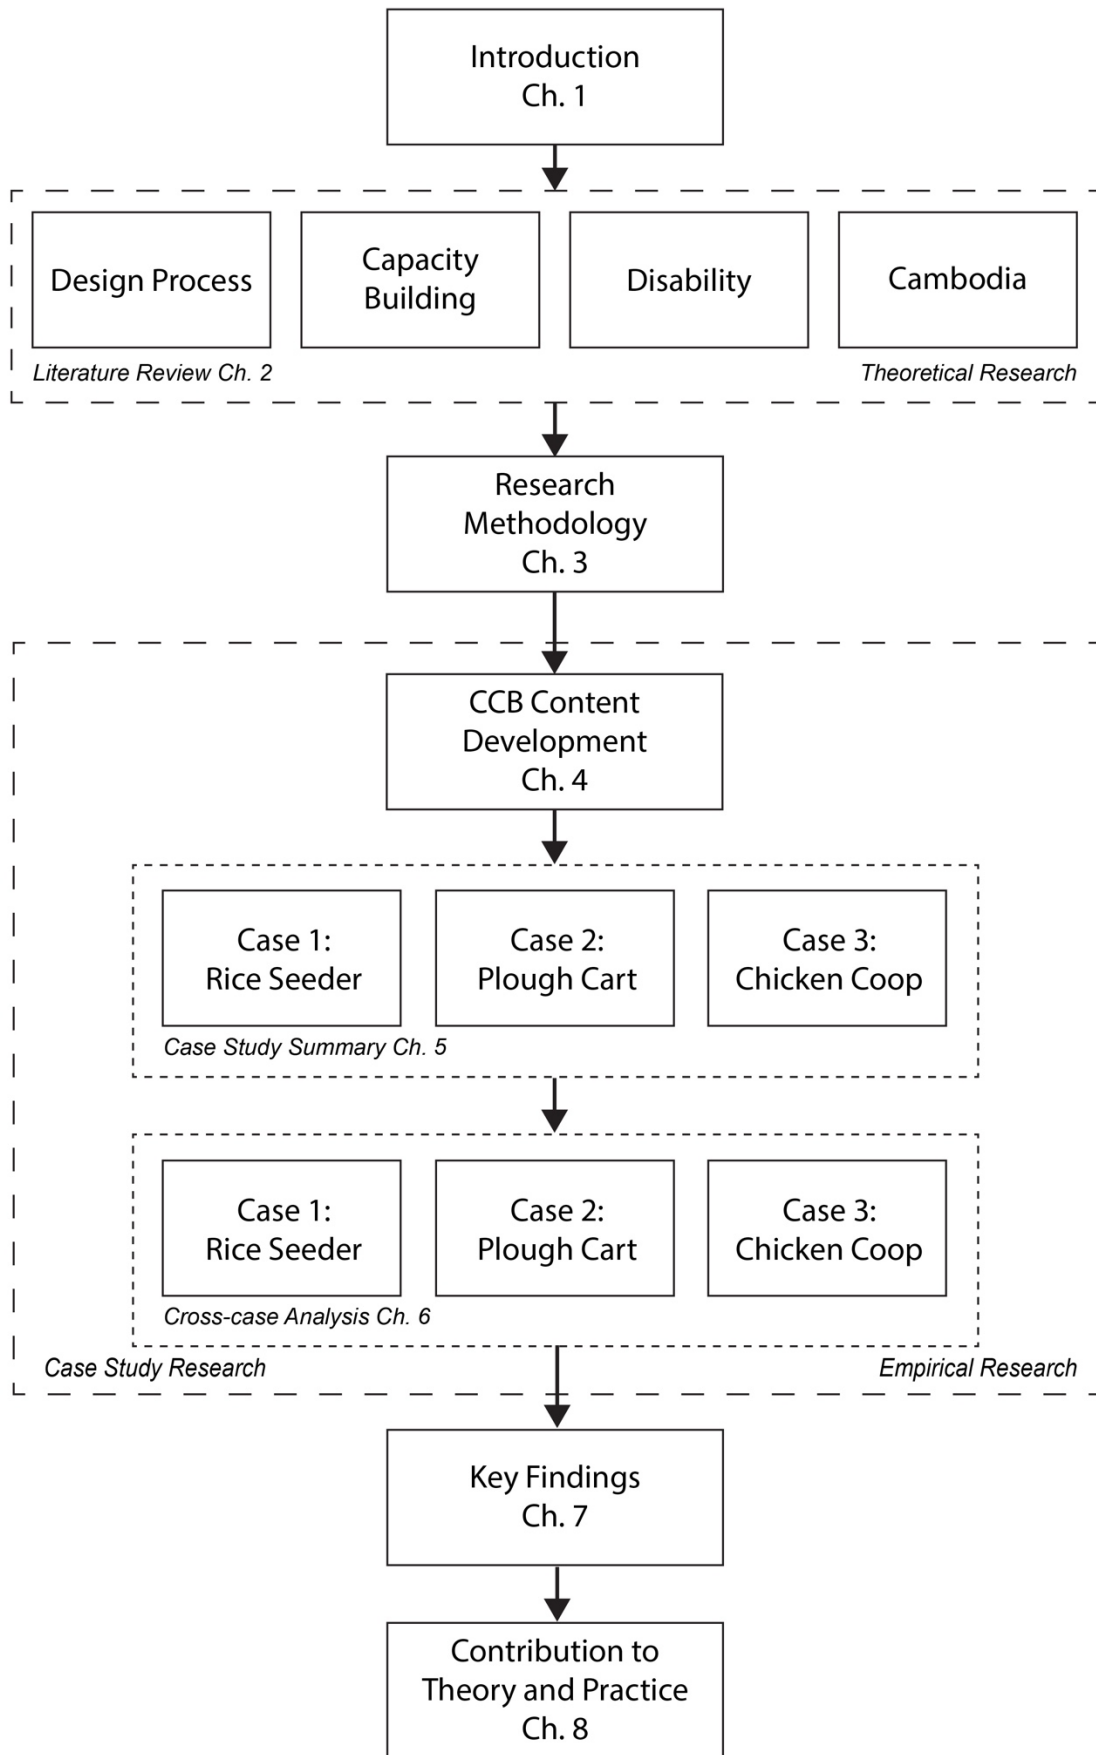 Introduction
Ch. 1
Design Process
Capacity
Building
Disability
Cambodia
Literature Review Ch. 2
Theoretical Research
Research
Methodology
Ch. 3
CCB Content
Development
Ch. 4
Case 1:
Rice Seeder
Case 2:
Plough Cart
Case 3:
Chicken Coop
Case Study Summary Ch. 5
Case 1:
Rice Seeder
Case 2:
Plough Cart
Case 3:
Chicken Coop
Cross-case Analysis Ch. 6
Case Study Research
Empirical Research
Key Findings
Ch. 7
Contribution to
Theory and Practice
Ch. 8